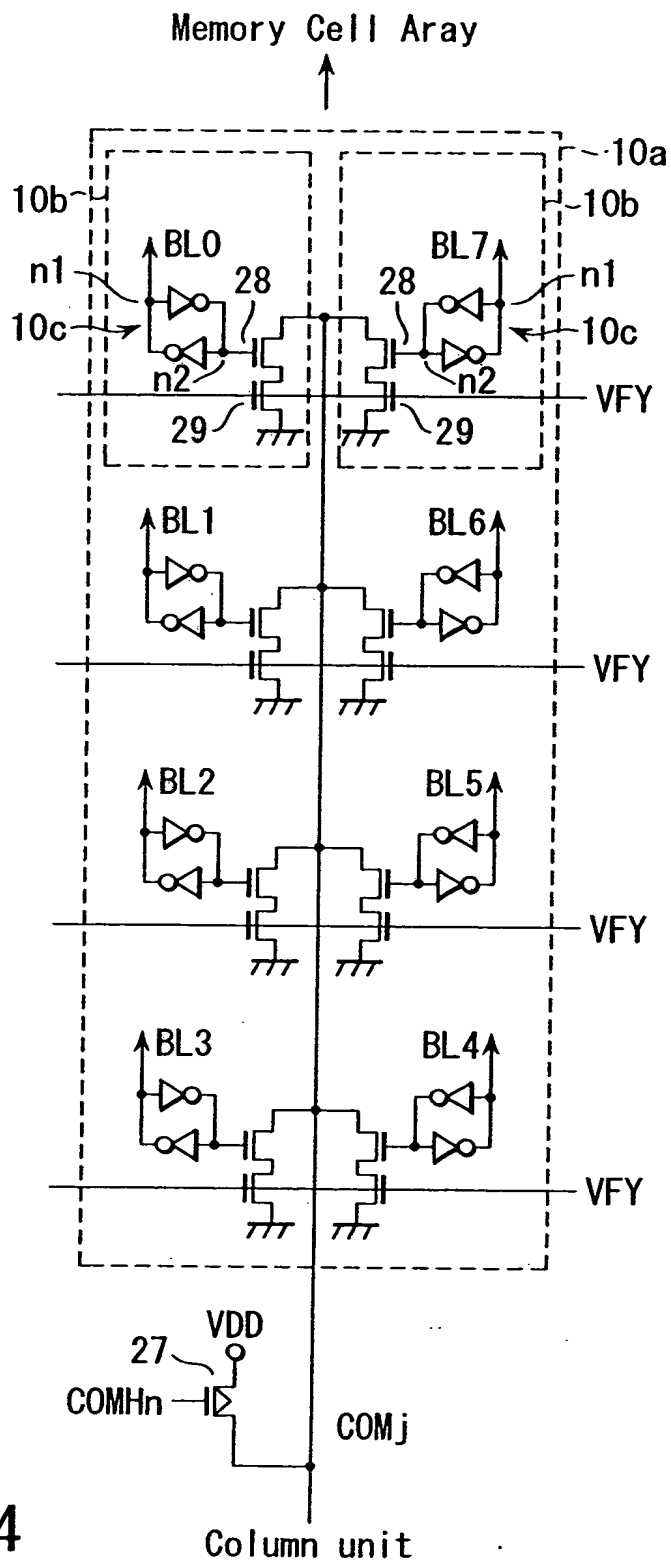 Memory Cell Aray
10a
10b
10b
BL0
BL7
n1
28
28
n1
10c
10c
n2
n2
VFY
29
29
BL1
BL6
VFY
BL2
BL5
VFY
BL3
BL4
VFY
VDD
27
COMHn
COMj
4
Column unit